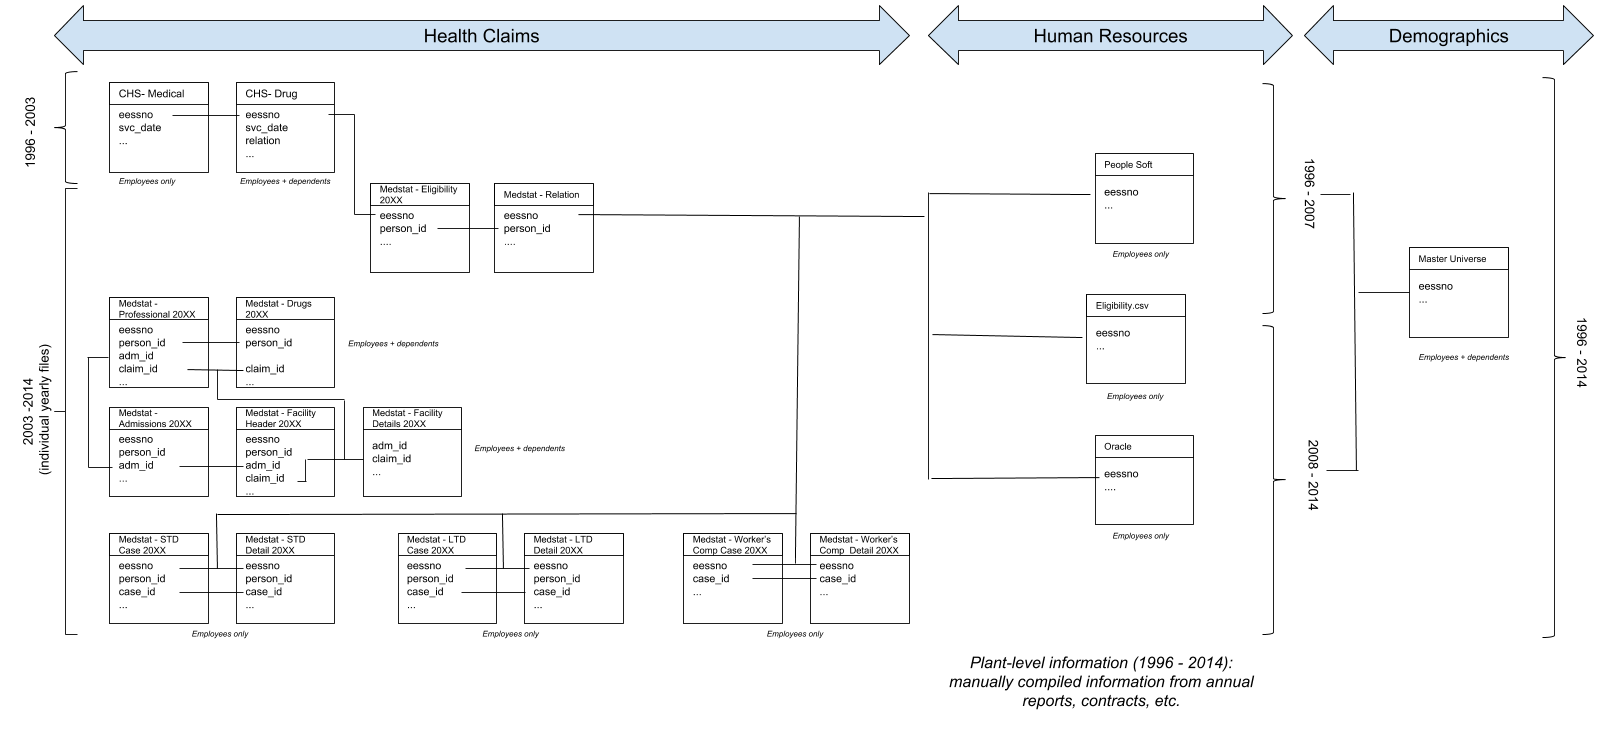 Health Claims
Human Resources
Demographics
1996 - 2003
CHS- Medical
eessno
svc_date
...
Employees only
CHS- Drug
eessno
svc_date
relation
...
Employees + dependents
Medstat - Eligibility
20XX
eessno
person_id
....
Medstat - Relation
eessno
person_id
....
2003 -2014
(individual yearly files)
Medstat -
Professional 20XX
eessno
person_id
adm_id
claim_id
...
Medstat - Drugs
20XX
eessno
person_id
claim_id
...
Employees + dependents
Medstat -
Admissions 20XX
eessno
person_id
adm_id
...
Medstat - Facility
Header 20XX
eessno
person_id
adm_id
claim_id
...
Medstat - Facility
Details 20XX
adm_id
claim_id
...
Employees + dependents
Medstat - STD
Case 20XX
eessno
person_id
case_id
...
Medstat - STD
Detail 20XX
eessno
person_id
case_id
...
Employees only
Medstat - LTD
Case 20XX
eessno
person_id
case_id
...
Medstat - LTD
Detail 20XX
eessno
person_id
case_id
...
Employees only
Medstat - Worker's
Comp Case 20XX
eessno
case_id
...
Medstat - Worker's
Comp  Detail 20XX
eessno
case_id
...
Employees only
People Soft
eessno
...
Employees only
Eligibility.csv
eessno
...
Employees only
Oracle
eessno
....
Employees only
1996 - 2007
2008 - 2014
Master Universe
eessno
...
Employees + dependents
1996 - 2014
Plant-level information (1996 - 2014):
manually compiled information from annual
reports, contracts, etc.